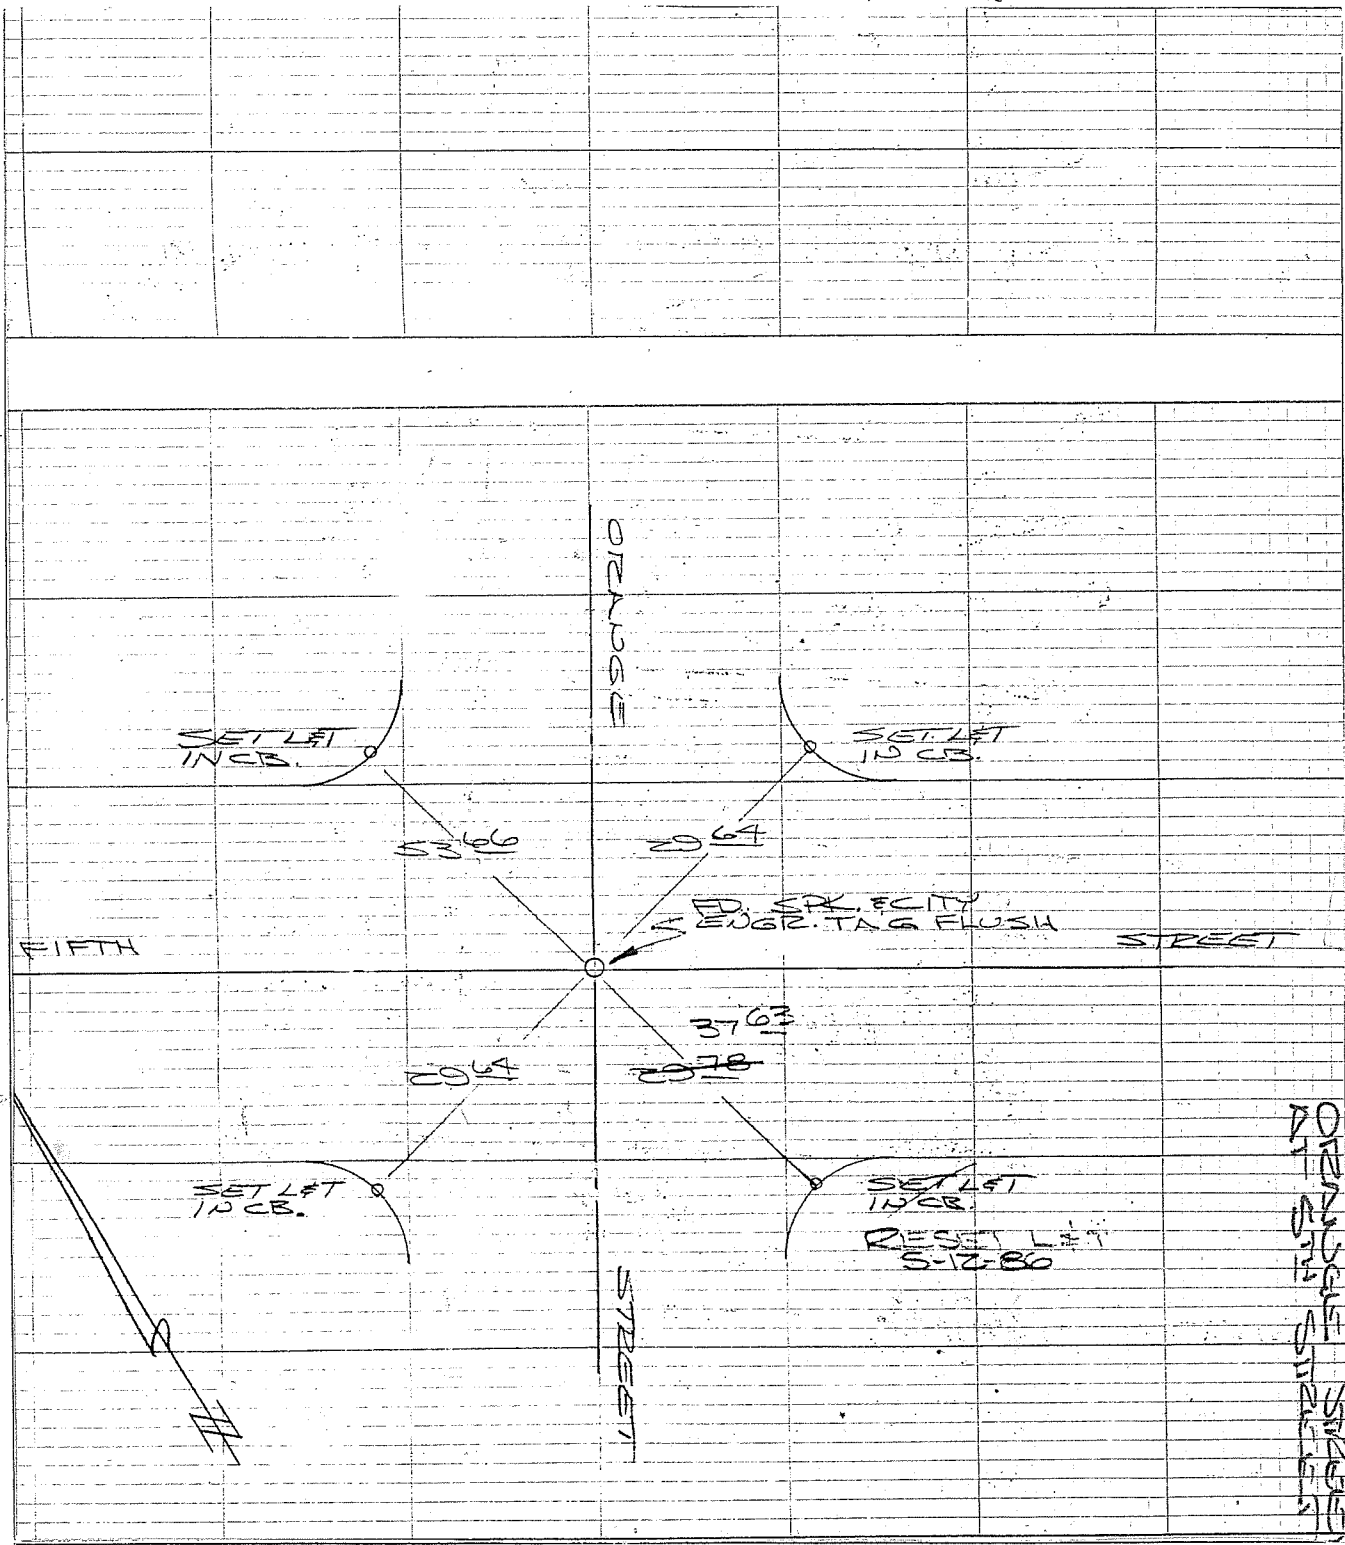 ORANGE
SET L&T
IN CB.
SET L&T
IN CB.
53 66
29 64
FD. SPK. & CITY
ENGR. TAG FLUSH
FIFTH
STREET
37 63
29 64
29 78
SET L&T
IN CB.
SET L&T
IN CB.
RESET L&T
5-12-86
STREET
ORANGE STREET
AT 5TH STREET
N